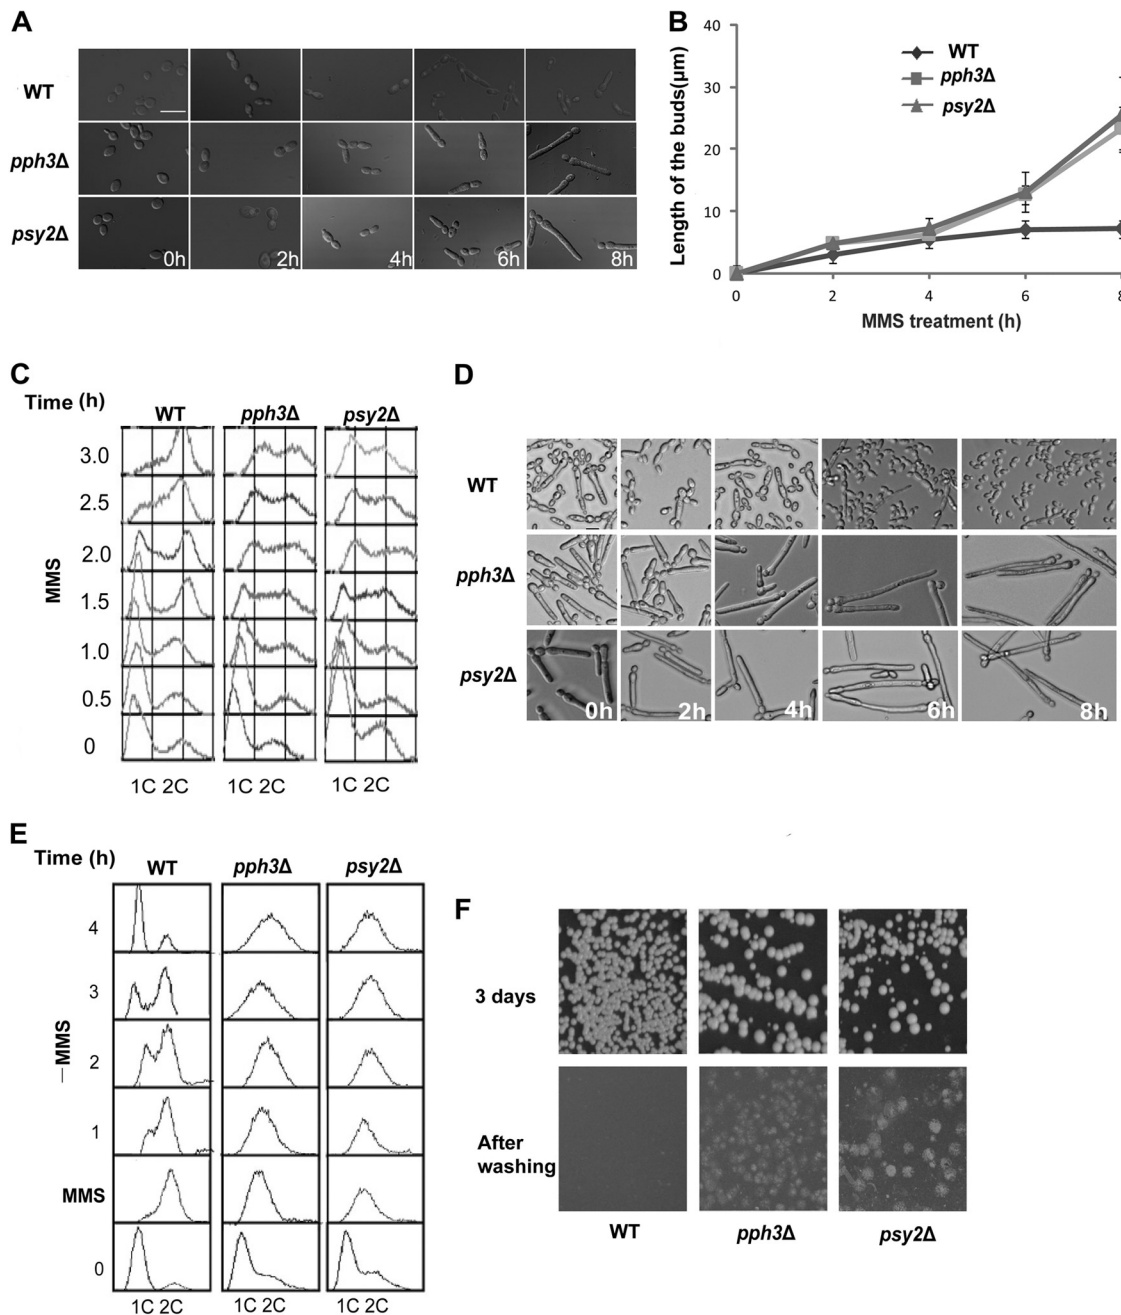 A
WT
pph3Δ
psy2Δ
0h
2h
4h
6h
8h
B
Length of the buds(µm)
40
30
20
10
0
WT
pph3Δ
psy2Δ
0
2
4
6
8
MMS treatment (h)
C
Time (h)
WT
pph3Δ
psy2Δ
3.0
2.5
2.0
1.5
1.0
0.5
0
MMS
1C 2C
1C 2C
1C 2C
D
WT
pph3Δ
psy2Δ
0h
2h
4h
6h
8h
E
Time (h)
WT
pph3Δ
psy2Δ
4
3
2
1
—MMS
MMS
0
1C 2C
1C 2C
1C 2C
F
3 days
After
washing
WT
pph3Δ
psy2Δ